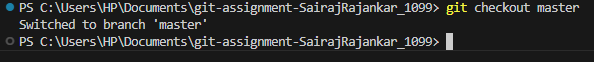 PS C:\Users\HP\Documents\git-assignment-SairajRajankar_1099> git checkout master
Switched to branch 'master'
PS C:\Users\HP\Documents\git-assignment-SairajRajankar_1099>